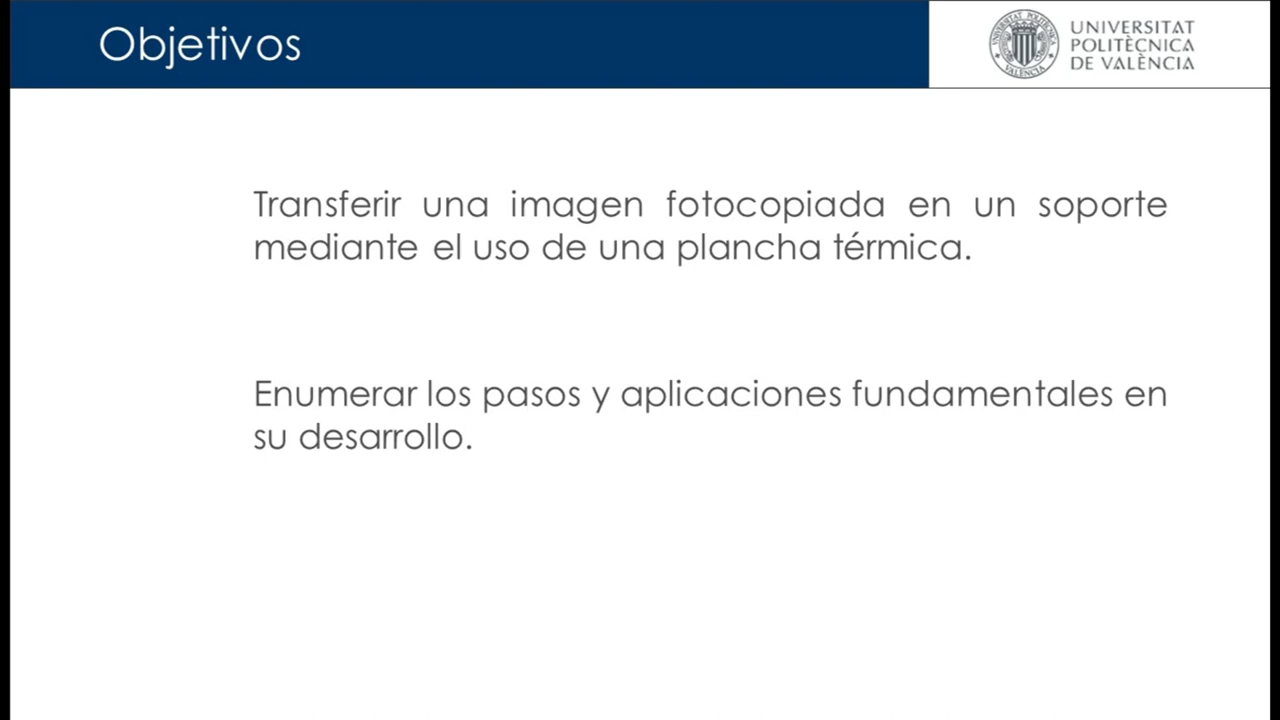 Objetivos
UNIVERSITAT
POLITÈCNICA
DE VALÈNCIA
Transferir una imagen fotocopiada en un soporte
mediante el uso de una plancha térmica.
Enumerar los pasos y aplicaciones fundamentales en
su desarrollo.